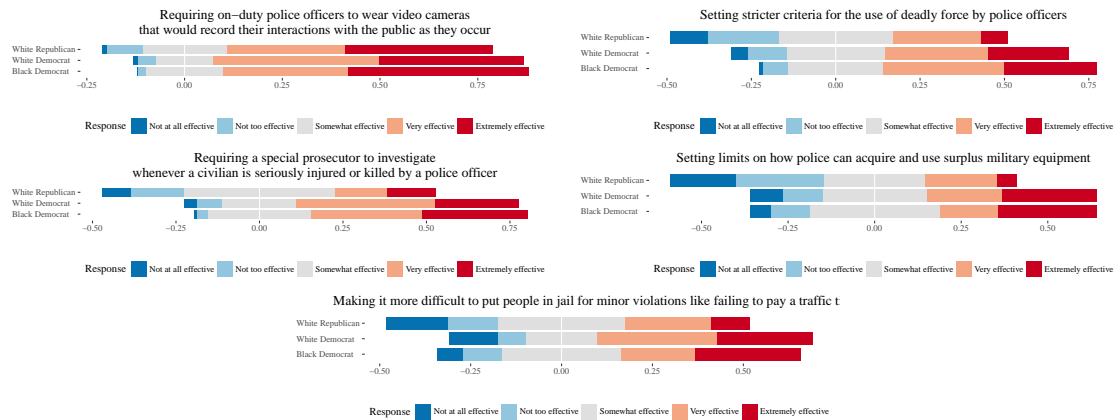 Requiring on−duty police officers to wear video cameras
that would record their interactions with the public as they occur
White Republican
White Democrat
Black Democrat
−0.25 0.00 0.25 0.50 0.75
Response Not at all effective Not too effective Somewhat effective Very effective Extremely effective
Setting stricter criteria for the use of deadly force by police officers
White Republican
White Democrat
Black Democrat
−0.50 −0.25 0.00 0.25 0.50 0.75
Response Not at all effective Not too effective Somewhat effective Very effective Extremely effective
Requiring a special prosecutor to investigate
whenever a civilian is seriously injured or killed by a police officer
White Republican
White Democrat
Black Democrat
−0.50 −0.25 0.00 0.25 0.50 0.75
Response Not at all effective Not too effective Somewhat effective Very effective Extremely effective
Setting limits on how police can acquire and use surplus military equipment
White Republican
White Democrat
Black Democrat
−0.50 −0.25 0.00 0.25 0.50
Response Not at all effective Not too effective Somewhat effective Very effective Extremely effective
Making it more difficult to put people in jail for minor violations like failing to pay a traffic t
White Republican
White Democrat
Black Democrat
−0.50 −0.25 0.00 0.25 0.50
Response Not at all effective Not too effective Somewhat effective Very effective Extremely effective